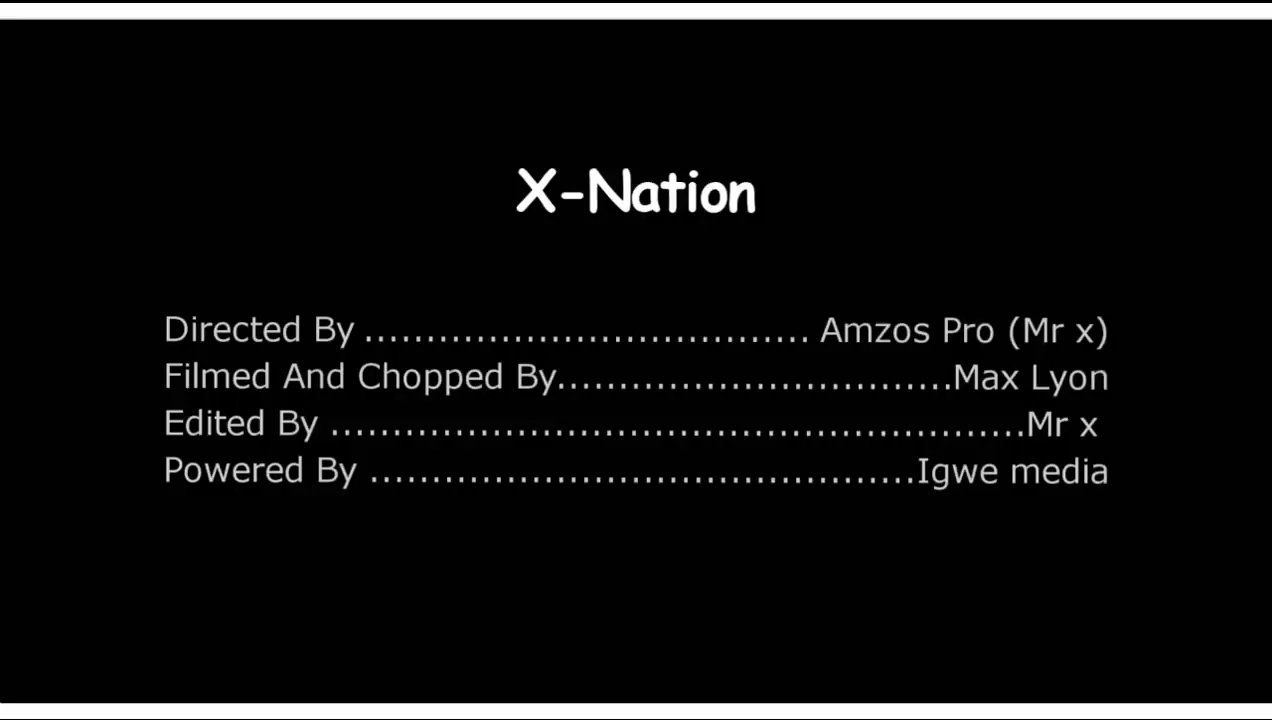 X-Nation
Directed By .................................... Amzos Pro (Mr x)
Filmed And Chopped By................................Max Lyon
Edited By ........................................................Mr x
Powered By ............................................Igwe media